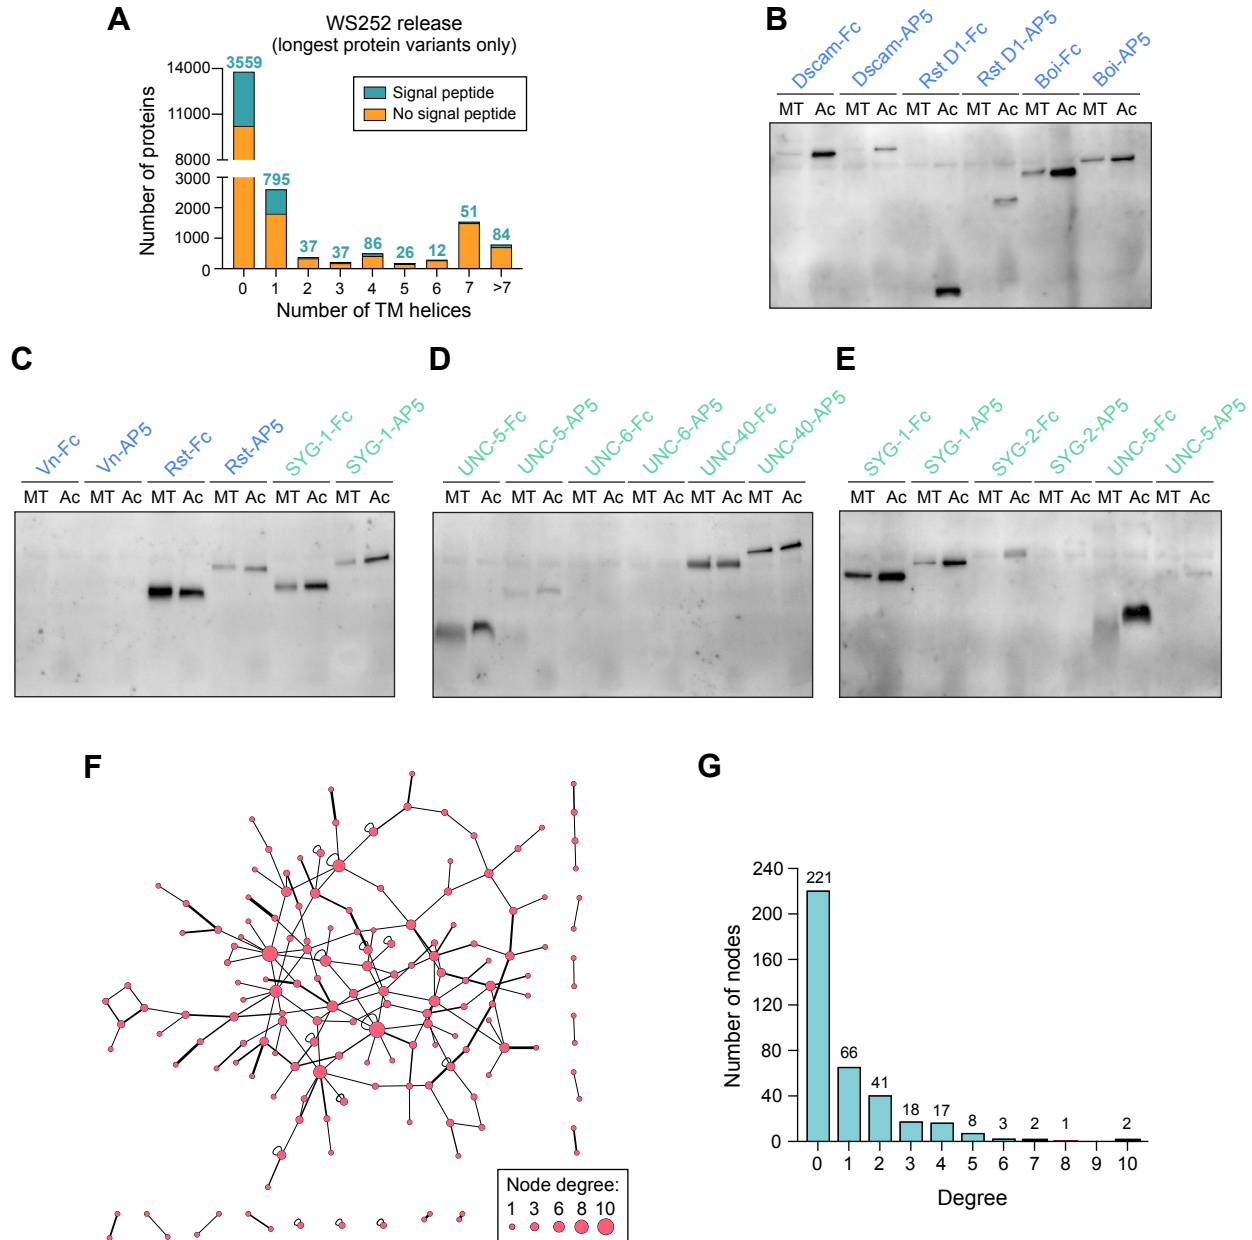 A
WS252 release
(longest protein variants only)
Number of proteins
14000
11000
8000
3000
2000
1000
0
3559
795
37
37
86
26
12
51
84
Signal peptide
No signal peptide
0 1 2 3 4 5 6 7 >7
Number of TM helices
B
Dscam-Fc Dscam-AP5 Rst D1-Fc Rst D1-AP5 Boi-Fc Boi-AP5
MT Ac MT Ac MT Ac MT Ac MT Ac MT Ac
C
Vn-Fc Vn-AP5 Rst-Fc Rst-AP5 SYG-1-Fc SYG-1-AP5
MT Ac MT Ac MT Ac MT Ac MT Ac MT Ac
D
UNC-5-Fc UNC-5-AP5 UNC-6-Fc UNC-6-AP5 UNC-40-Fc UNC-40-AP5
MT Ac MT Ac MT Ac MT Ac MT Ac MT Ac
E
SYG-1-Fc SYG-1-AP5 SYG-2-Fc SYG-2-AP5 UNC-5-Fc UNC-5-AP5
MT Ac MT Ac MT Ac MT Ac MT Ac MT Ac
F
Node degree:
1 3 6 8 10
G
Number of nodes
240
200
160
120
80
40
0
221
66
41
18
17
8
3
2
1
2
0 1 2 3 4 5 6 7 8 9 10
Degree